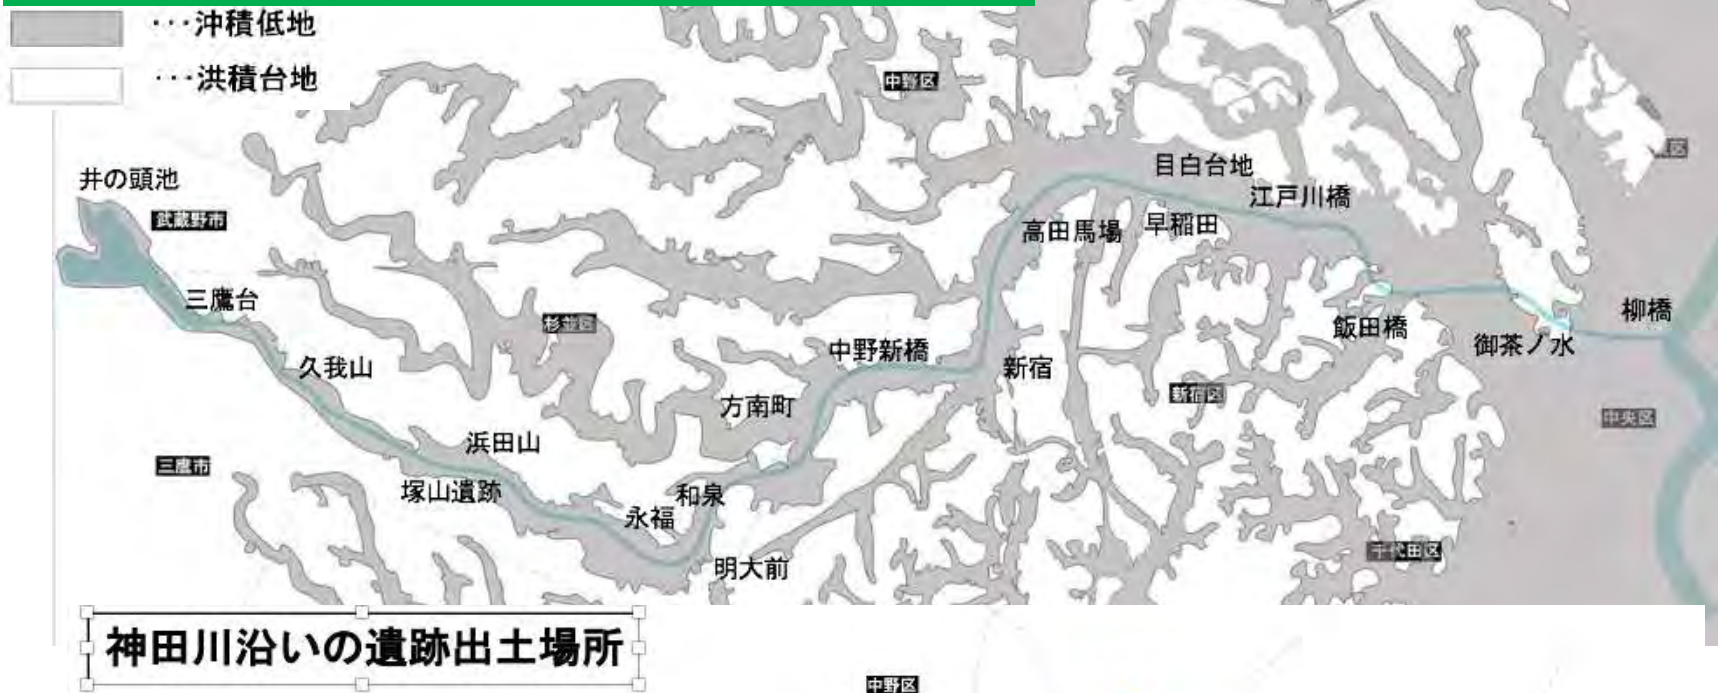 ···沖積低地
···洪積台地
中野区
区
目白台地
井の頭池
江戸川橋
武蔵野市
高田馬場
早稲田
三鷹台
柳橋
杉並区
飯田橋
御茶ノ水
中野新橋
久我山
新宿
新宿区
方南町
中央区
浜田山
三鷹市
塚山遺跡
和泉
永福
千代田区
明大前
神田川沿いの遺跡出土場所
中野区